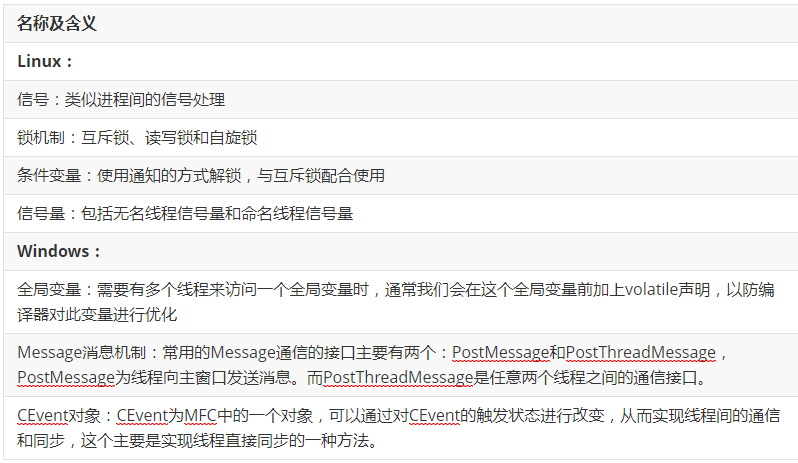 名称及含义
Linux：
信号：类似进程间的信号处理
锁机制：互斥锁、读写锁和自旋锁
条件变量：使用通知的方式解锁，与互斥锁配合使用
信号量：包括无名线程信号量和命名线程信号量
Windows：
全局变量：需要有多个线程来访问一个全局变量时，通常我们会在这个全局变量前加上volatile声明，以防编
译器对此变量进行优化
Message消息机制：常用的Message通信的接口主要有两个：PostMessage和PostThreadMessage，
PostMessage为线程向主窗口发送消息。而PostThreadMessage是任意两个线程之间的通信接口。
CEvent对象：CEvent为MFC中的一个对象，可以通过对CEvent的触发状态进行改变，从而实现线程间的通信
和同步，这个主要是实现线程直接同步的一种方法。